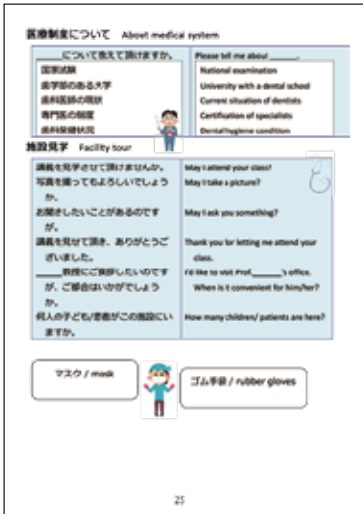 医療制度について About medical system
______について教えて頂けますか。 Please tell me about ______.
国家試験 National examination
歯学部のある大学 University with a dental school
歯科医師の現状 Current situation of dentists
専門医の制度 Certification of specialists
歯科保健状況 Dental hygiene condition
施設見学 Facility tour
講義を見学させて頂けませんか。 May I attend your class?
写真を撮ってもよろしいでしょう May I take a picture?
か。
お聞きしたいことがあるのです May I ask you something?
が。
講義を見せて頂き、ありがとうご Thank you for letting me attend your
ざいました。 class.
______教授にご挨拶したいのです I'd like to visit Prof.______'s office.
が、ご都合はいかがでしょう When is it convenient for him/her?
か。
何人の子ども/患者がこの施設にい How many children/ patients are here?
ますか。
マスク / mask
ゴム手袋 / rubber gloves
25